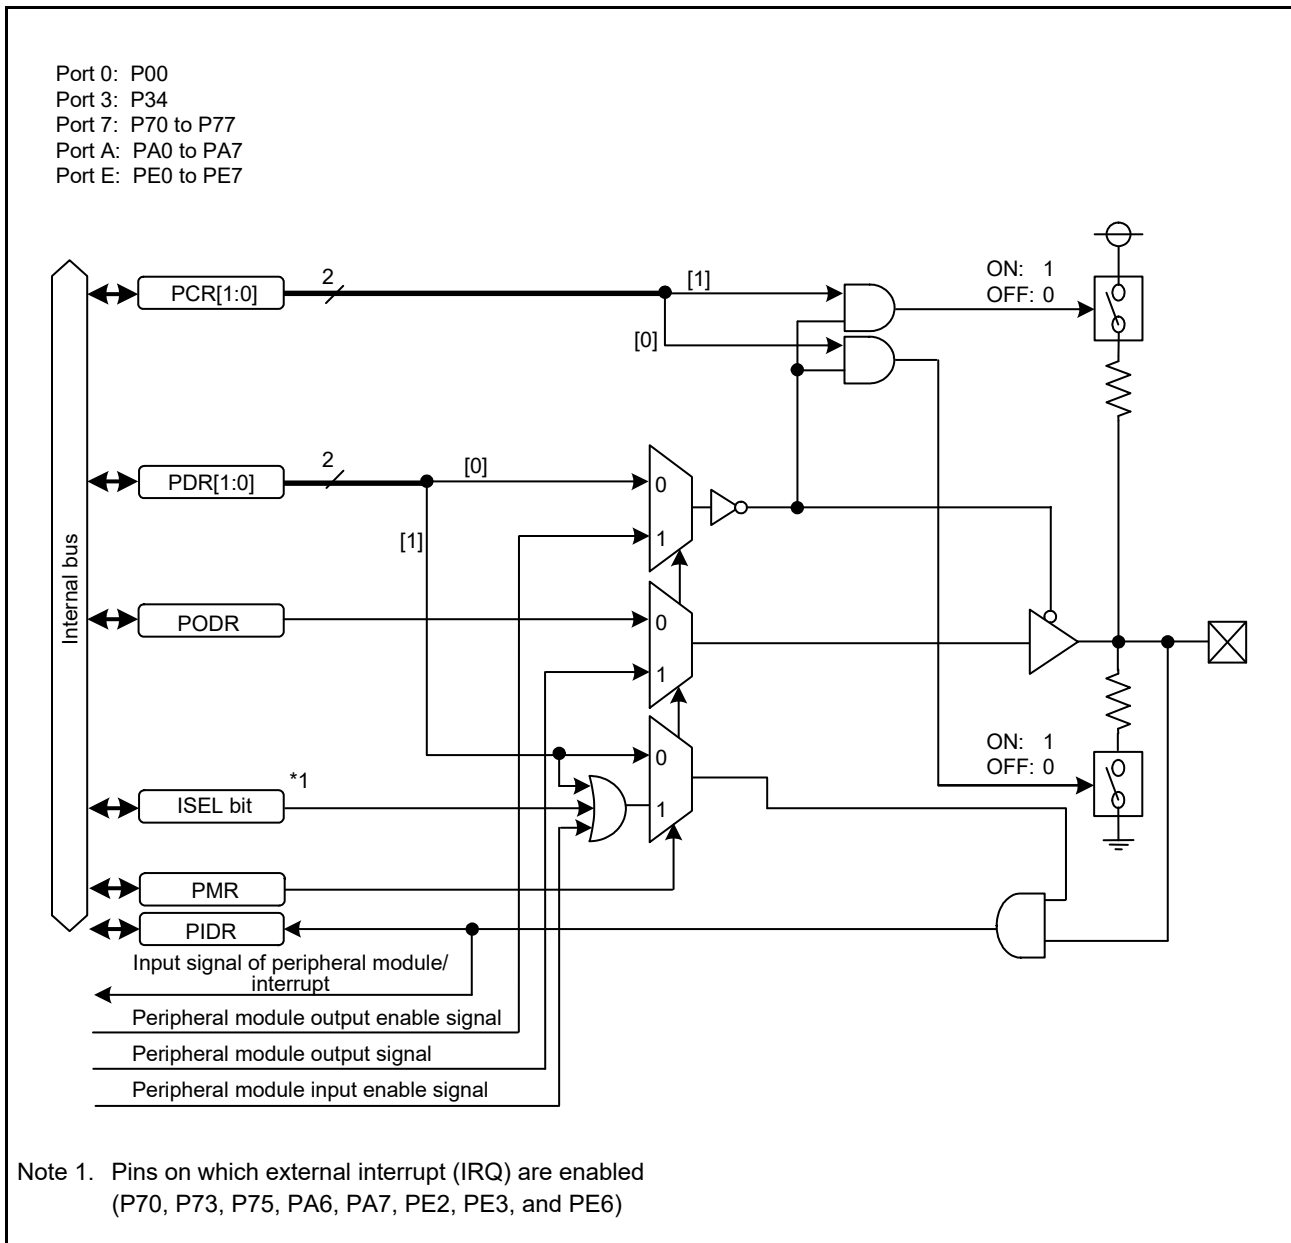 Port 0: P00
Port 3: P34
Port 7: P70 to P77
Port A: PA0 to PA7
Port E: PE0 to PE7
PCR[1:0]
2
[1]
[0]
ON: 1
OFF: 0
PDR[1:0]
2
[0]
[1]
0
1
Internal bus
PODR
0
1
ON: 1
OFF: 0
0
1
ISEL bit
*1
PMR
PIDR
Input signal of peripheral module/
interrupt
Peripheral module output enable signal
Peripheral module output signal
Peripheral module input enable signal
Note 1. Pins on which external interrupt (IRQ) are enabled
(P70, P73, P75, PA6, PA7, PE2, PE3, and PE6)